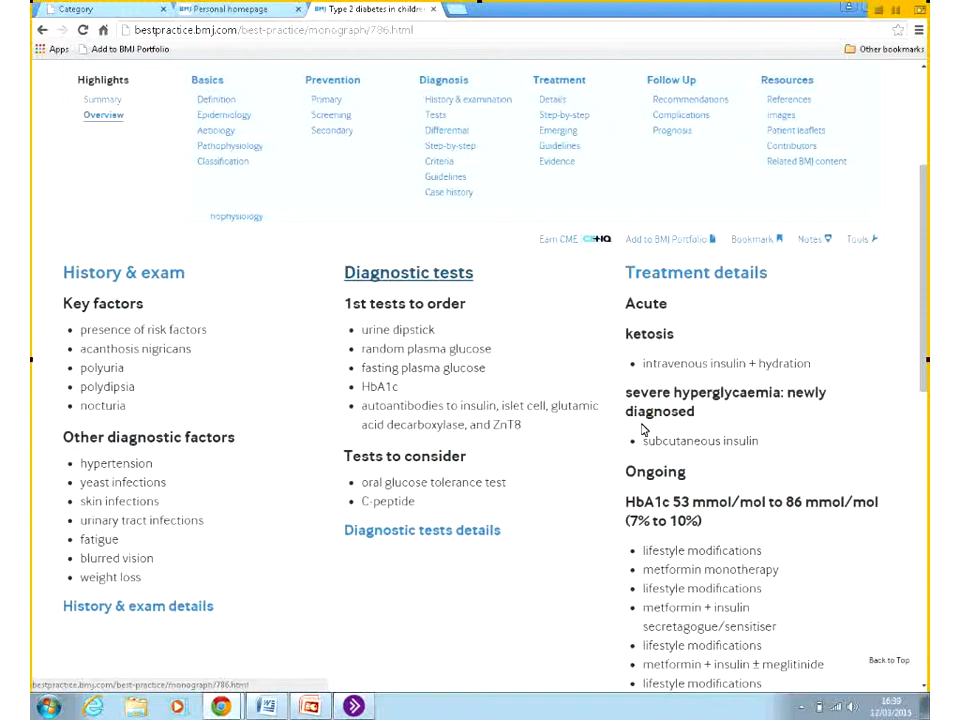 Category
Personal homepage
Type 2 diabetes in childre
bestpractice.bmj.com/best-practice/monograph/786.html
Apps
Add to BMJ Portfolio
Other bookmarks
Highlights
Summary
Overview
Basics
Definition
Epidemiology
Aetiology
Pathophysiology
Classification
Prevention
Primary
Screening
Secondary
Diagnosis
History & examination
Tests
Differential
Step-by-step
Criteria
Guidelines
Case history
Treatment
Details
Step-by-step
Emerging
Guidelines
Evidence
Follow Up
Recommendations
Complications
Prognosis
Resources
References
Images
Patient leaflets
Contributors
Related BMJ content
hophysiology
Earn CME
Add to BMJ Portfolio
Bookmark
Notes
Tools
History & exam
Key factors
• presence of risk factors
• acanthosis nigricans
• polyuria
• polydipsia
• nocturia
Other diagnostic factors
• hypertension
• yeast infections
• skin infections
• urinary tract infections
• fatigue
• blurred vision
• weight loss
History & exam details
Diagnostic tests
1st tests to order
• urine dipstick
• random plasma glucose
• fasting plasma glucose
• HbA1c
• autoantibodies to insulin, islet cell, glutamic
acid decarboxylase, and ZnT8
Tests to consider
• oral glucose tolerance test
• C-peptide
Diagnostic tests details
Treatment details
Acute
ketosis
• intravenous insulin + hydration
severe hyperglycaemia: newly
diagnosed
• subcutaneous insulin
Ongoing
HbA1c 53 mmol/mol to 86 mmol/mol
(7% to 10%)
• lifestyle modifications
• metformin monotherapy
• lifestyle modifications
• metformin + insulin
secretagogue/sensitiser
• lifestyle modifications
• metformin + insulin ± meglitinide
• lifestyle modifications
Back to Top
bestpractice.bmj.com/best-practice/monograph/786.html
16:39
12/03/2015